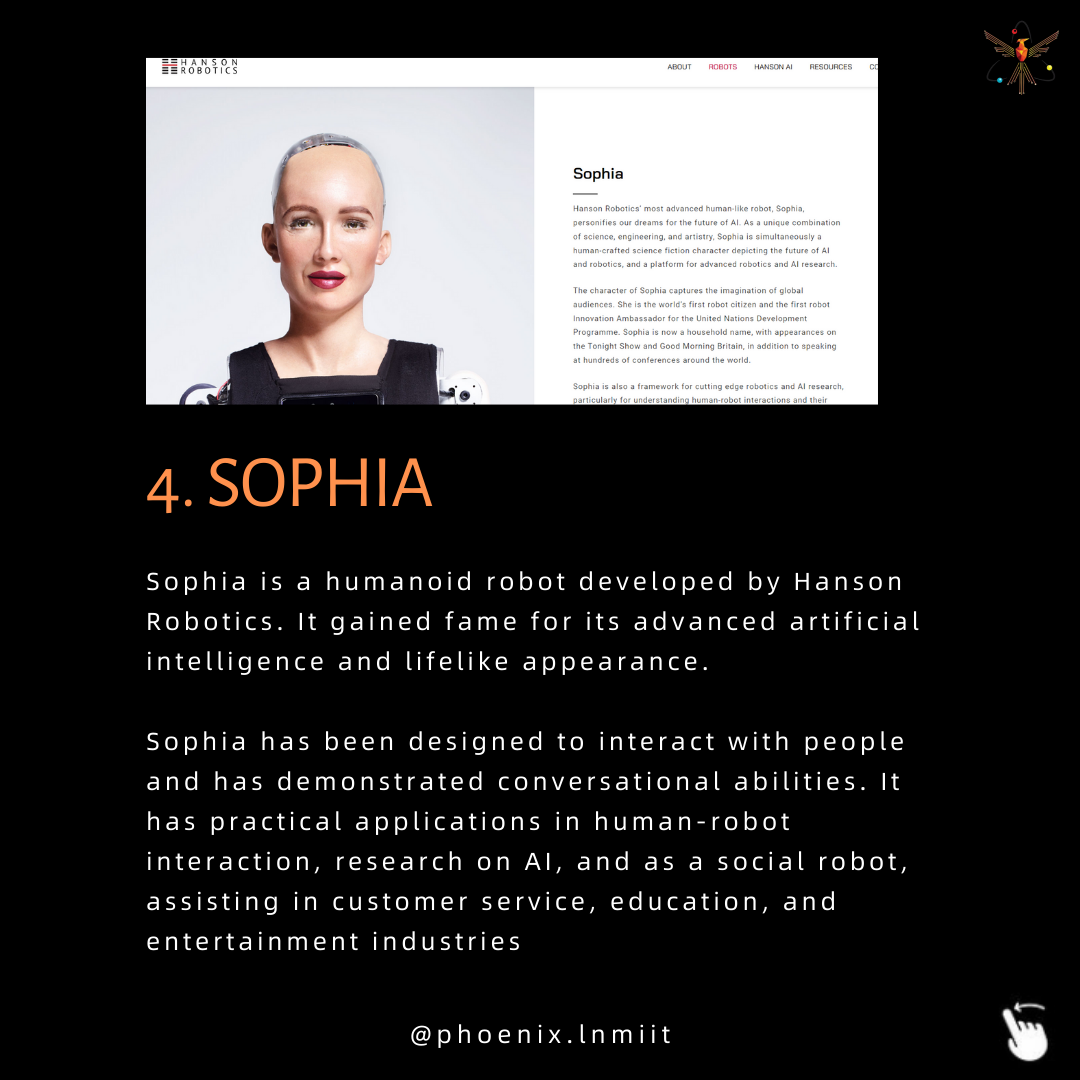 HANSON
ROBOTICS
ABOUT ROBOTS HANSON AI RESOURCES
Sophia
Hanson Robotics' most advanced human-like robot, Sophia,
personifies our dreams for the future of AI. As a unique combination
of science, engineering, and artistry, Sophia is simultaneously a
human-crafted science fiction character depicting the future of AI
and robotics, and a platform for advanced robotics and AI research.
The character of Sophia captures the imagination of global
audiences. She is the world's first robot citizen and the first robot
Innovation Ambassador for the United Nations Development
Programme. Sophia is now a household name, with appearances on
the Tonight Show and Good Morning Britain, in addition to speaking
at hundreds of conferences around the world.
Sophia is also a framework for cutting edge robotics and AI research,
particularly for understanding human-robot interactions and their
4. SOPHIA
Sophia is a humanoid robot developed by Hanson
Robotics. It gained fame for its advanced artificial
intelligence and lifelike appearance.
Sophia has been designed to interact with people
and has demonstrated conversational abilities. It
has practical applications in human-robot
interaction, research on AI, and as a social robot,
assisting in customer service, education, and
entertainment industries
@phoenix.lnmiit